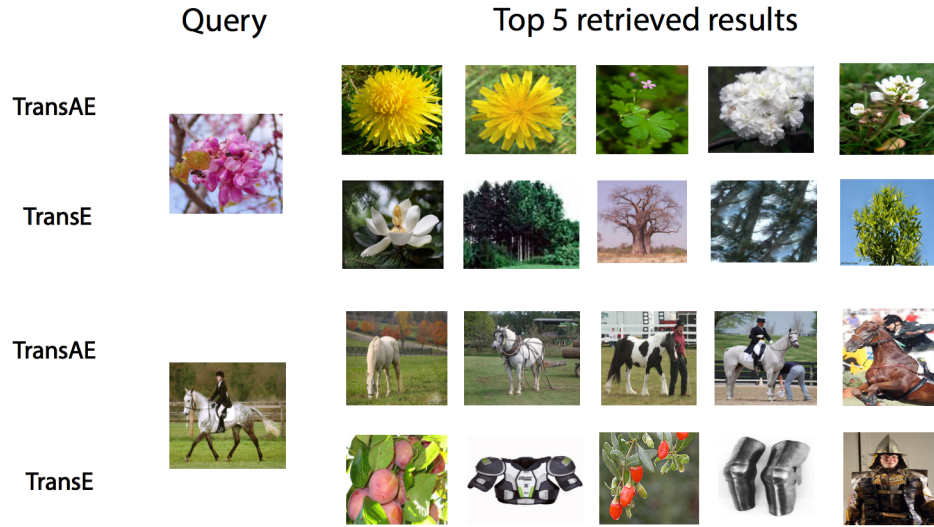 Query
Top 5 retrieved results
TransAE
TransE
TransAE
TransE